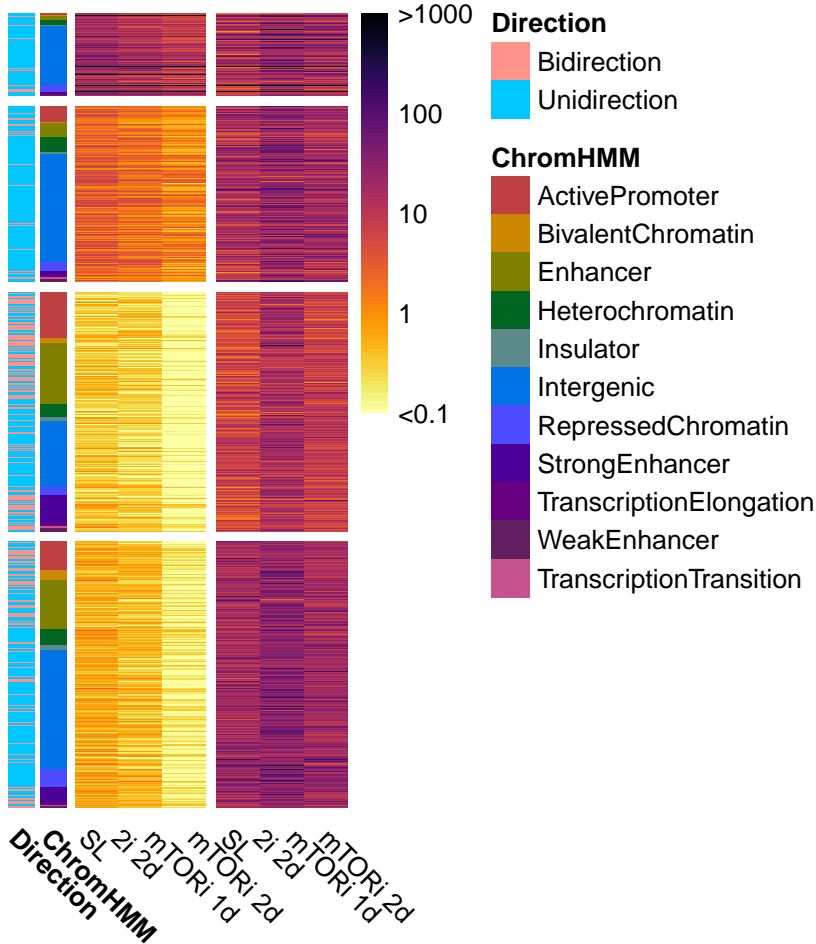 >1000
100
10
1
<0.1
Direction
Bidirection
Unidirection
ChromHMM
ActivePromoter
BivalentChromatin
Enhancer
Heterochromatin
Insulator
Intergenic
RepressedChromatin
StrongEnhancer
TranscriptionElongation
WeakEnhancer
TranscriptionTransition
Direction
ChromHMM
SL
2i 2d
mTORi 1d
mTORi 2d
SL
2i 2d
mTORi 1d
mTORi 2d